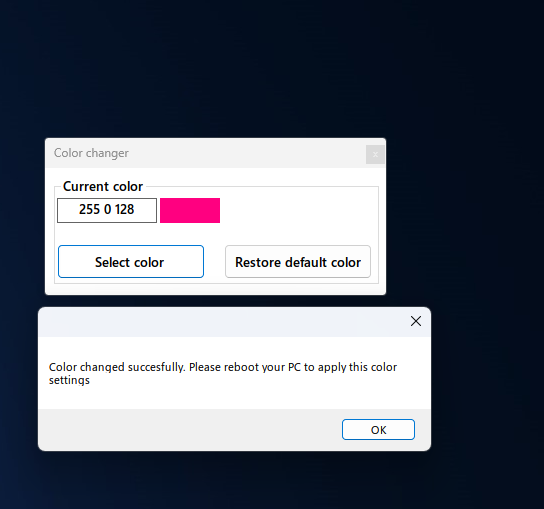 Color changer
x
Current color
255 0 128
Select color
Restore default color
Color changed succesfully. Please reboot your PC to apply this color
settings
OK